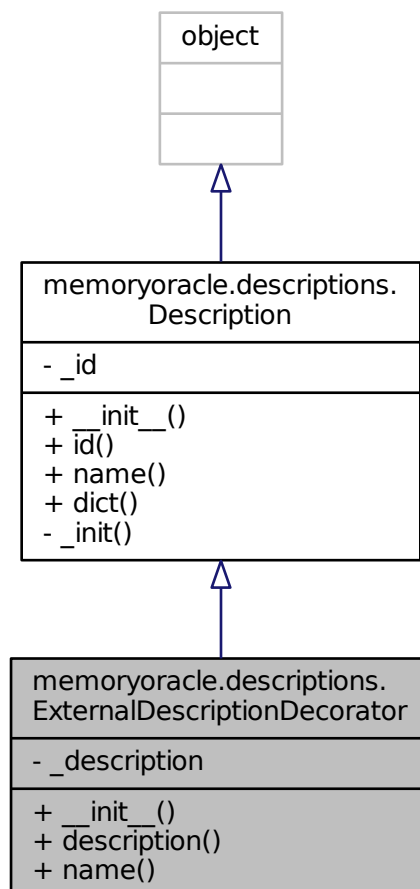 object
memoryoracle.descriptions.
Description
- _id
+ __init__()
+ id()
+ name()
+ dict()
- _init()
memoryoracle.descriptions.
ExternalDescriptionDecorator
- _description
+ __init__()
+ description()
+ name()